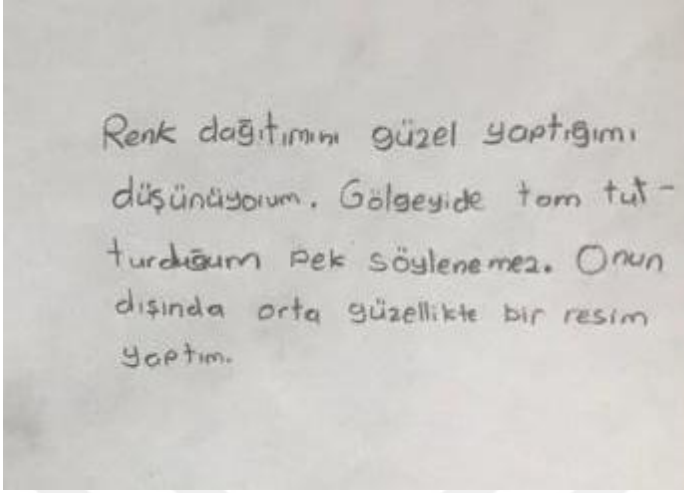 Renk dağıtımını güzel yaptığımı
düşünüyorum. Gölgeyide tam tut-
turduğum pek söylenemez. Onun
dışında orta güzellikte bir resim
yaptım.